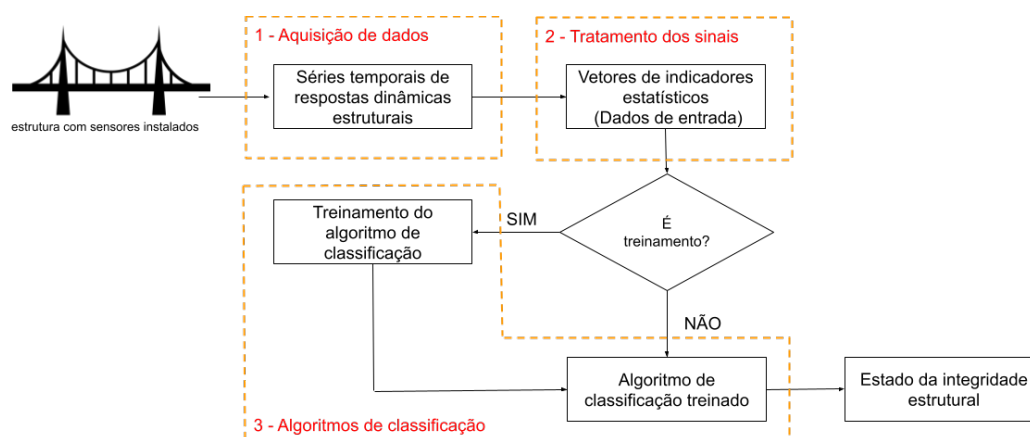 1 - Aquisição de dados
2 - Tratamento dos sinais
Séries temporais de
respostas dinâmicas
estruturais
Vetores de indicadores
estatísticos
(Dados de entrada)
estrutura com sensores instalados
Treinamento do
algoritmo de
classificação
SIM
É
treinamento?
NÃO
Algoritmo de
classificação treinado
Estado da integridade
estrutural
3 - Algoritmos de classificação